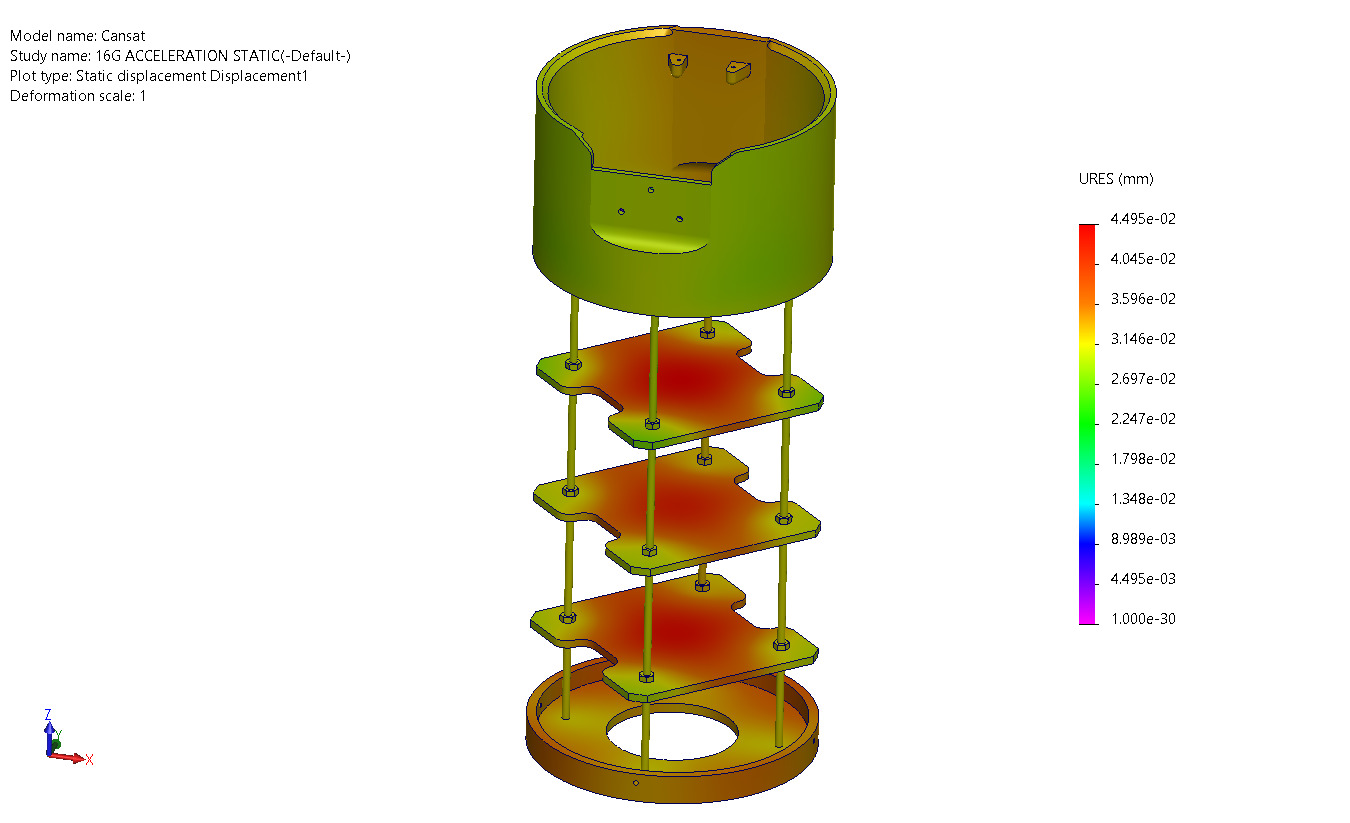 Model name: Cansat
Study name: 16G ACCELERATION STATIC(-Default-)
Plot type: Static displacement Displacement1
Deformation scale: 1
URES (mm)
4.495e-02
4.045e-02
3.596e-02
3.146e-02
2.697e-02
2.247e-02
1.798e-02
1.348e-02
8.989e-03
4.495e-03
1.000e-30
Z
Y
X